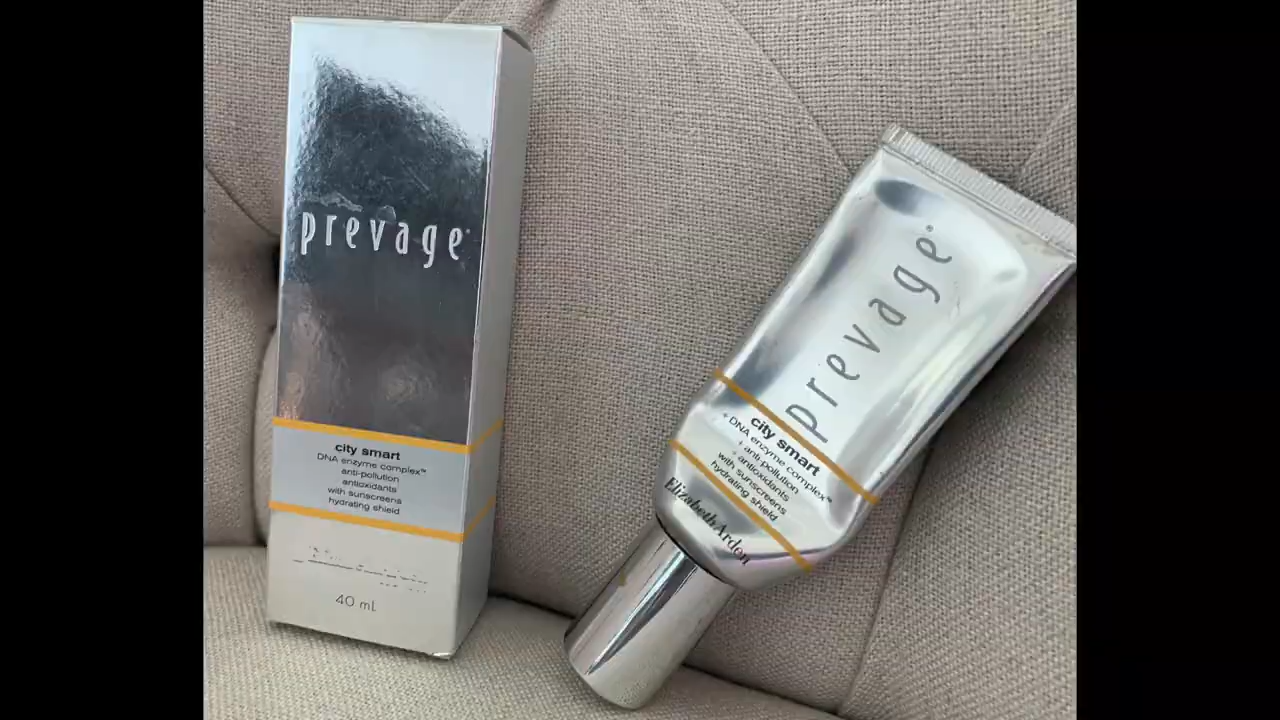 prevage®
city smart
DNA enzyme complex™
anti-pollution
antioxidants
with sunscreens
hydrating shield
40 mL
prevage®
city smart
+ DNA enzyme complex™
+ anti-pollution
+ antioxidants
with sunscreens
hydrating shield
Elizabeth Arden